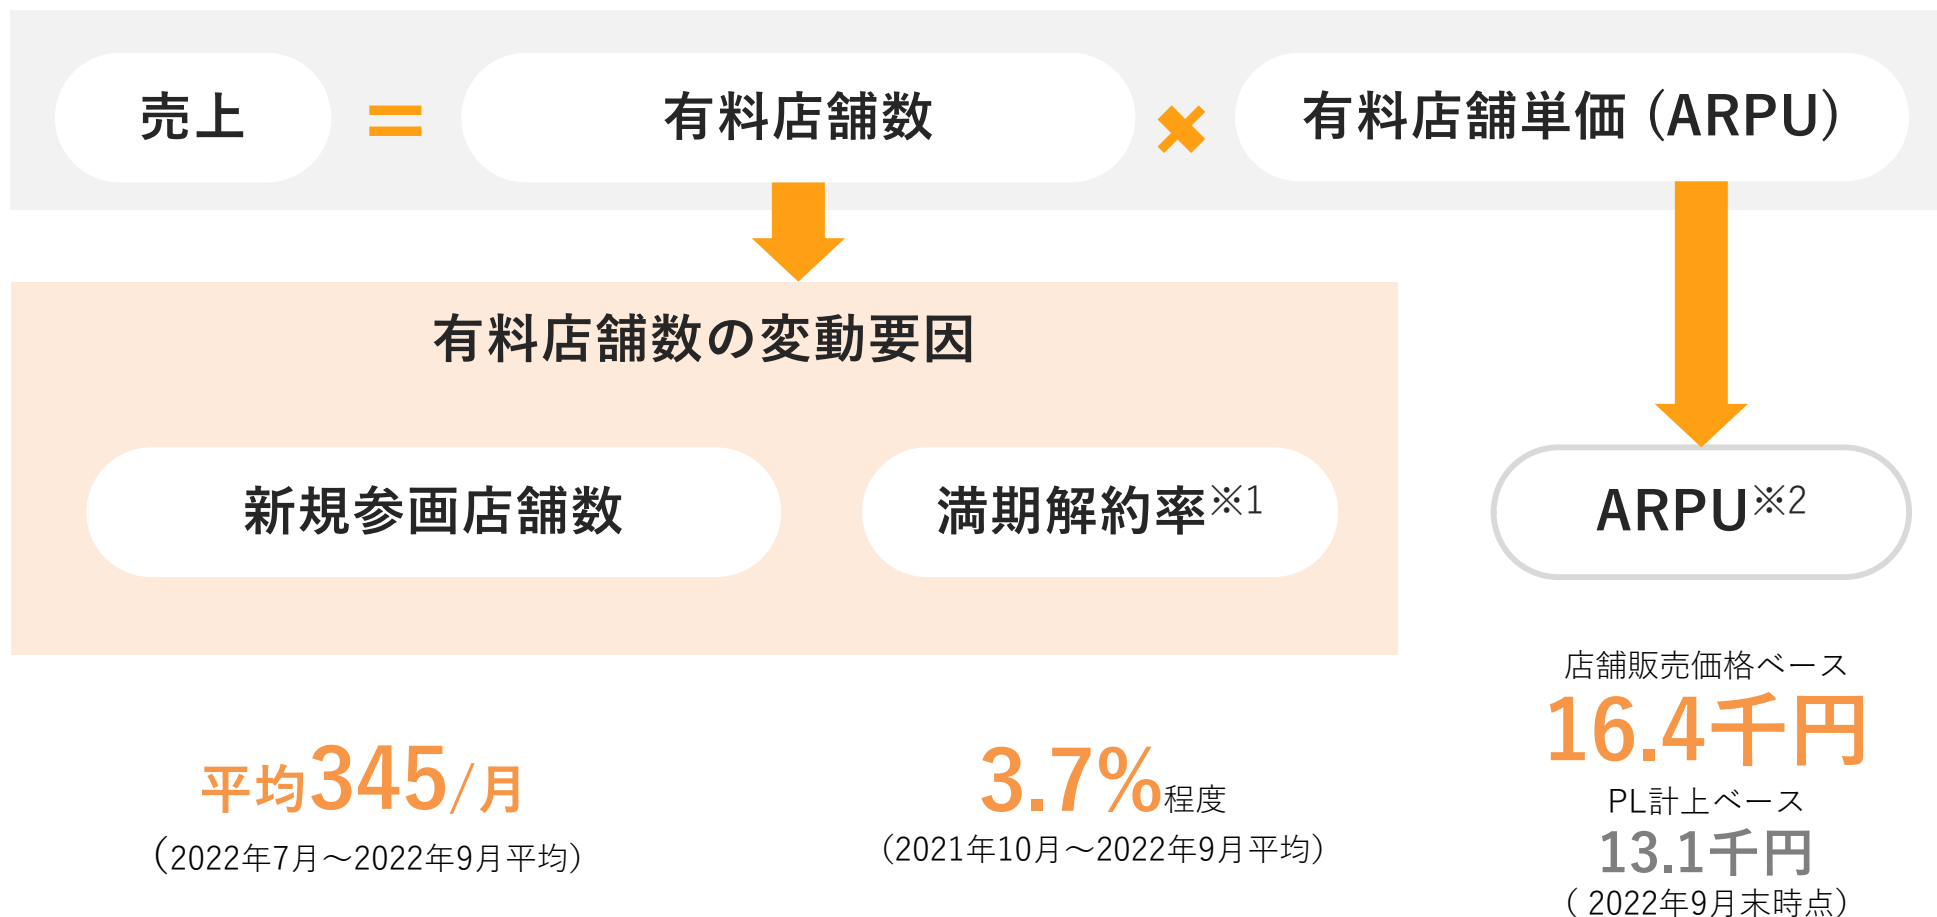 売上 = 有料店舗数 × 有料店舗単価 (ARPU)
有料店舗数の変動要因
新規参画店舗数
満期解約率※1
ARPU※2
平均345/月
(2022年7月～2022年9月平均)
3.7%程度
(2021年10月～2022年9月平均)
店舗販売価格ベース
16.4千円
PL計上ベース
13.1千円
( 2022年9月末時点)